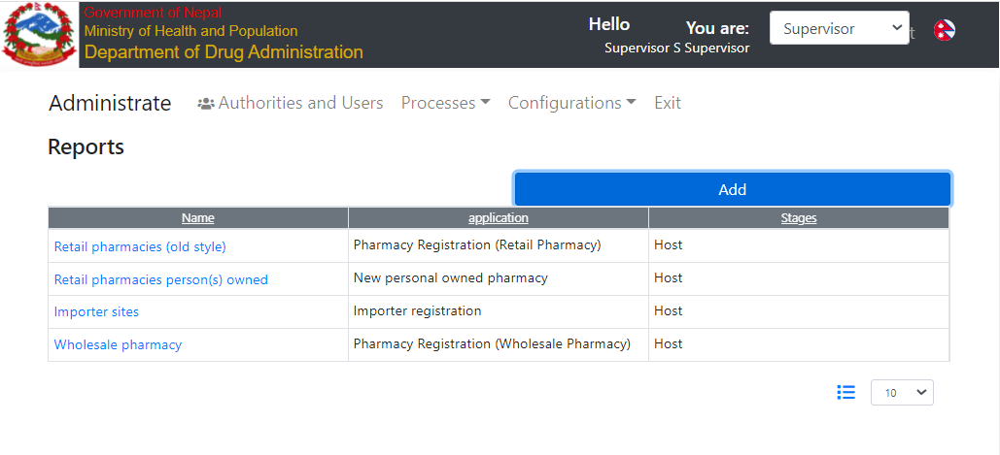 Government of Nepal
Ministry of Health and Population
Department of Drug Administration
Hello
You are:
Supervisor S Supervisor
Supervisor
t
Administrate Authorities and Users Processes Configurations Exit
Reports
Add
Name application Stages
Retail pharmacies (old style) Pharmacy Registration (Retail Pharmacy) Host
Retail pharmacies person(s) owned New personal owned pharmacy Host
Importer sites Importer registration Host
Wholesale pharmacy Pharmacy Registration (Wholesale Pharmacy) Host
10